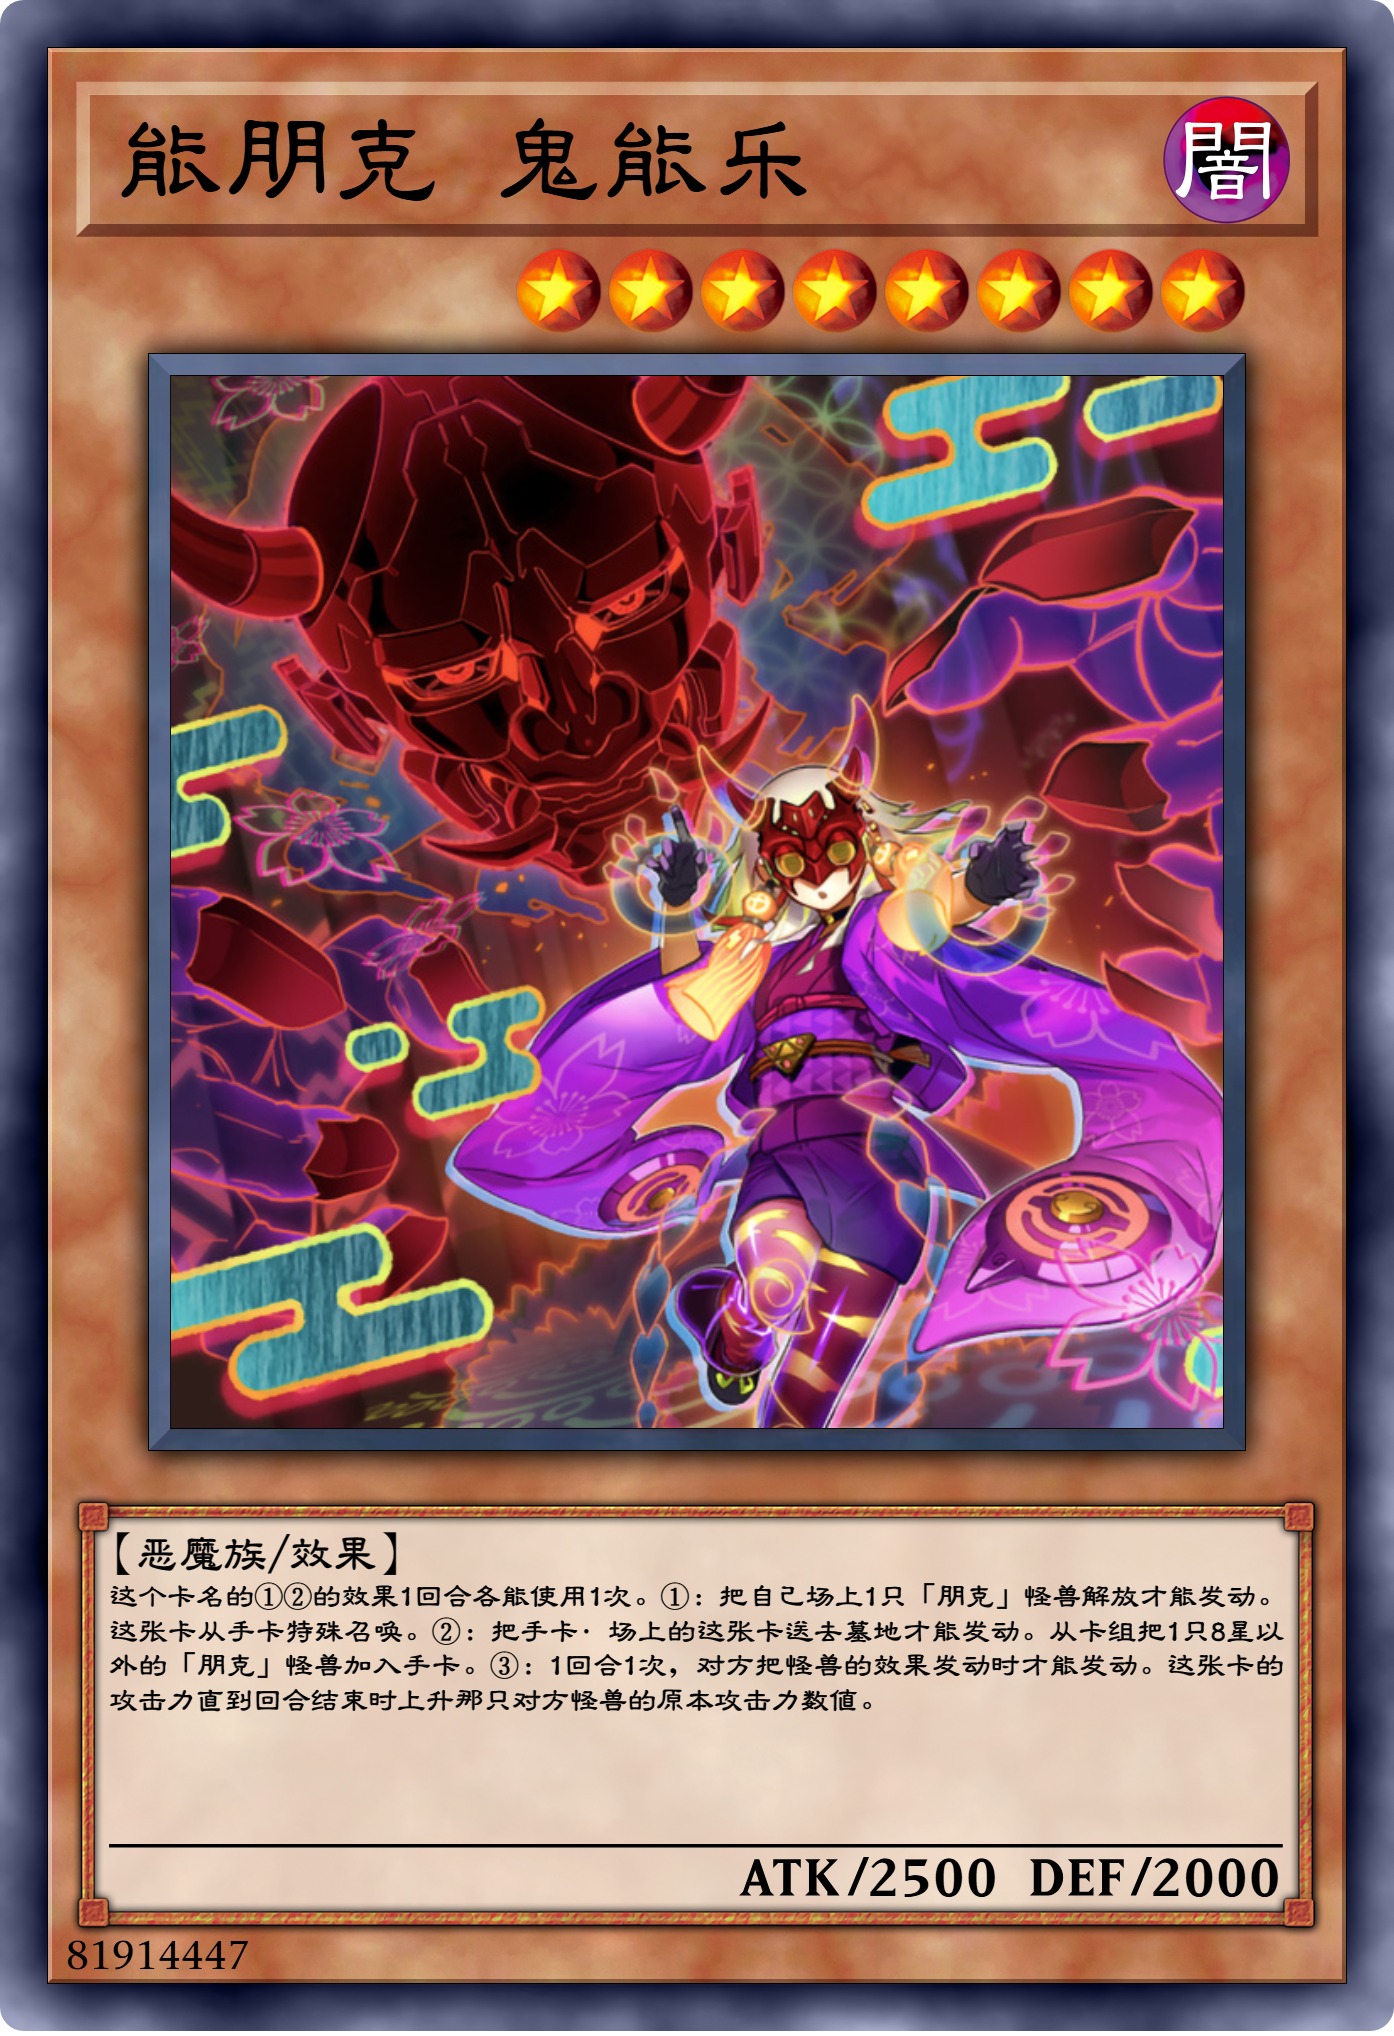 能朋克 鬼能乐
闇
【恶魔族/效果】
这个卡名的①②的效果1回合各能使用1次。①：把自己场上1只「朋克」怪兽解放才能发动。
这张卡从手卡特殊召唤。②：把手卡·场上的这张卡送去墓地才能发动。从卡组把1只8星以
外的「朋克」怪兽加入手卡。③：1回合1次，对方把怪兽的效果发动时才能发动。这张卡的
攻击力直到回合结束时上升那只对方怪兽的原本攻击力数值。
ATK/2500 DEF/2000
81914447